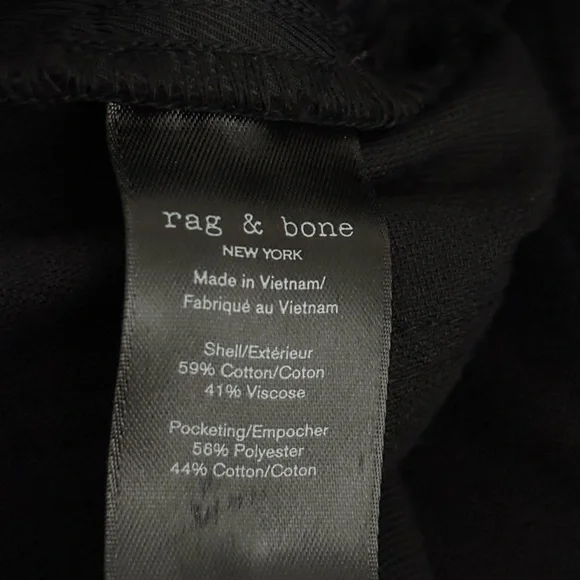 rag & bone
NEW YORK
Made in Vietnam/
Fabriqué au Vietnam
Shell/Extérieur
59% Cotton/Coton
41% Viscose
Pocketing/Empocher
56% Polyester
44% Cotton/Coton